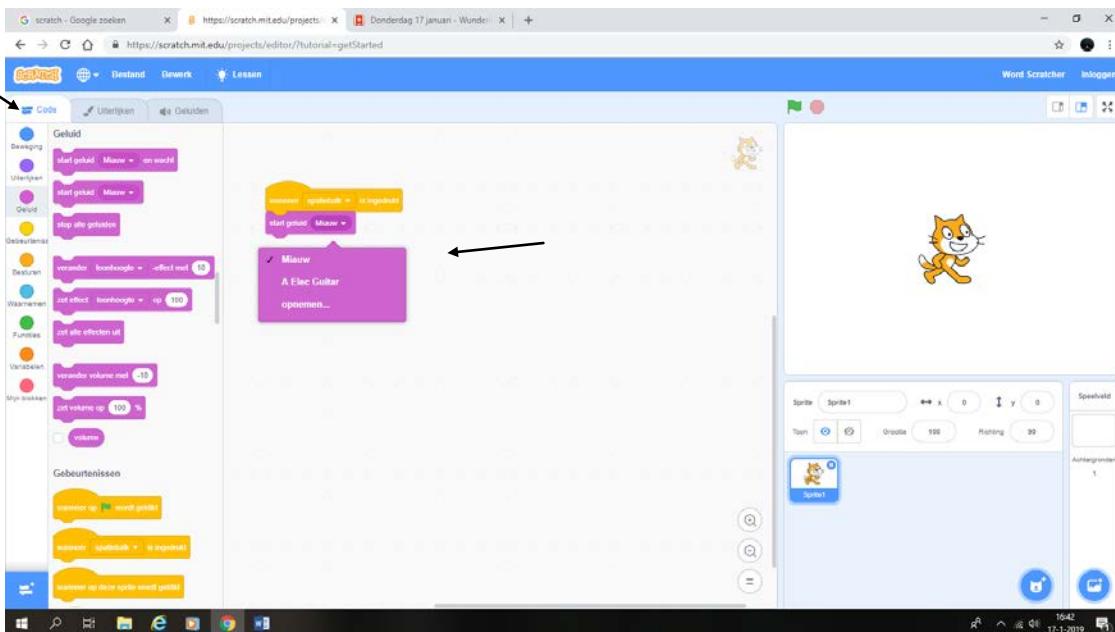 scratch - Google zoeken
https://scratch.mit.edu/projects/
Donderdag 17 januari - Wunder
https://scratch.mit.edu/projects/editor/?tutorial=getStarted
SCRATCH
Bestand Bewerk Lessen
Word Scratcher Inloggen
Code Uiterlijken Geluiden
Beweging
Uiterlijken
Geluid
Gebeurtenis
Besturen
Waarnemen
Functies
Variabelen
Mijn blokken
Geluid
start geluid Miauw en wacht
start geluid Miauw
stop alle geluiden
verander toonhoogte -effect met 10
zet effect toonhoogte op 100
zet alle effecten uit
verander volume met -10
zet volume op 100 %
volume
Gebeurtenissen
wanneer op wordt geklikt
wanneer spatiebalk is ingedrukt
wanneer op deze sprite wordt geklikt
wanneer spatiebalk is ingedrukt
start geluid Miauw
Miauw
A Elec Guitar
opnemen...
Sprite Sprite1 x 0 y 0
Toon Grootte 100 Richting 90
Sprite1
Speelveld
Achtergronden
1
16:42
17-1-2019